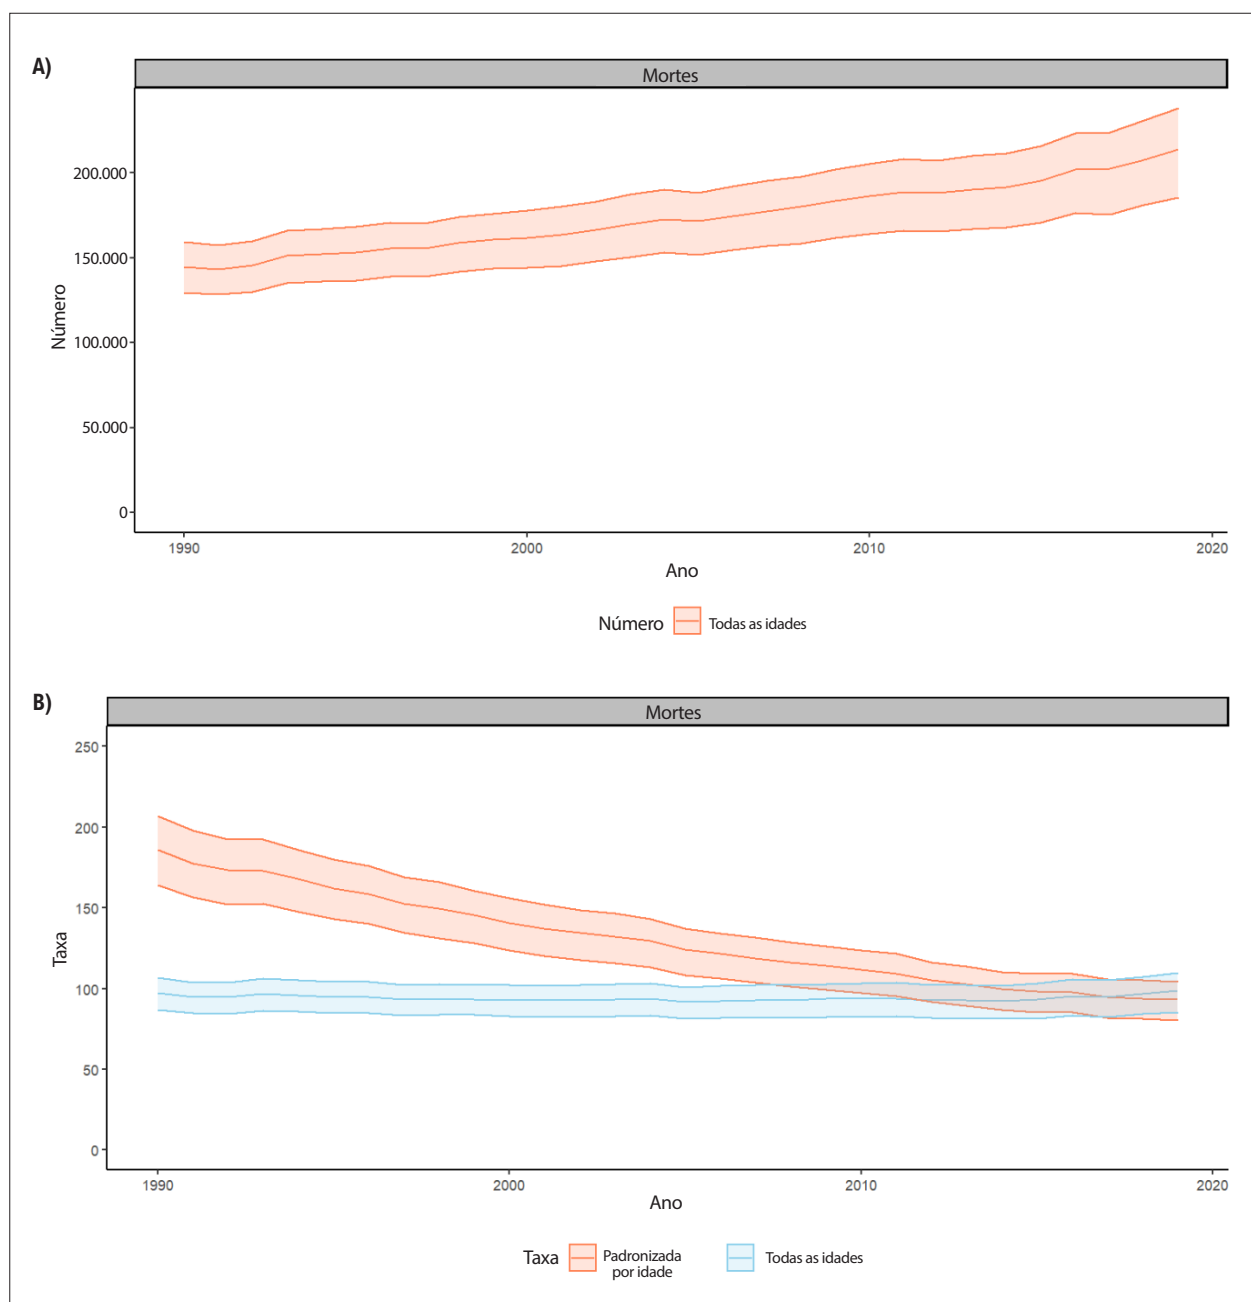 A)
Mortes
200.000
150.000
100.000
50.000
0
Número
1990
2000
2010
2020
Ano
Número
Todas as idades
B)
Mortes
250
200
150
100
50
0
Taxa
1990
2000
2010
2020
Ano
Taxa
Padronizada
por idade
Todas as idades